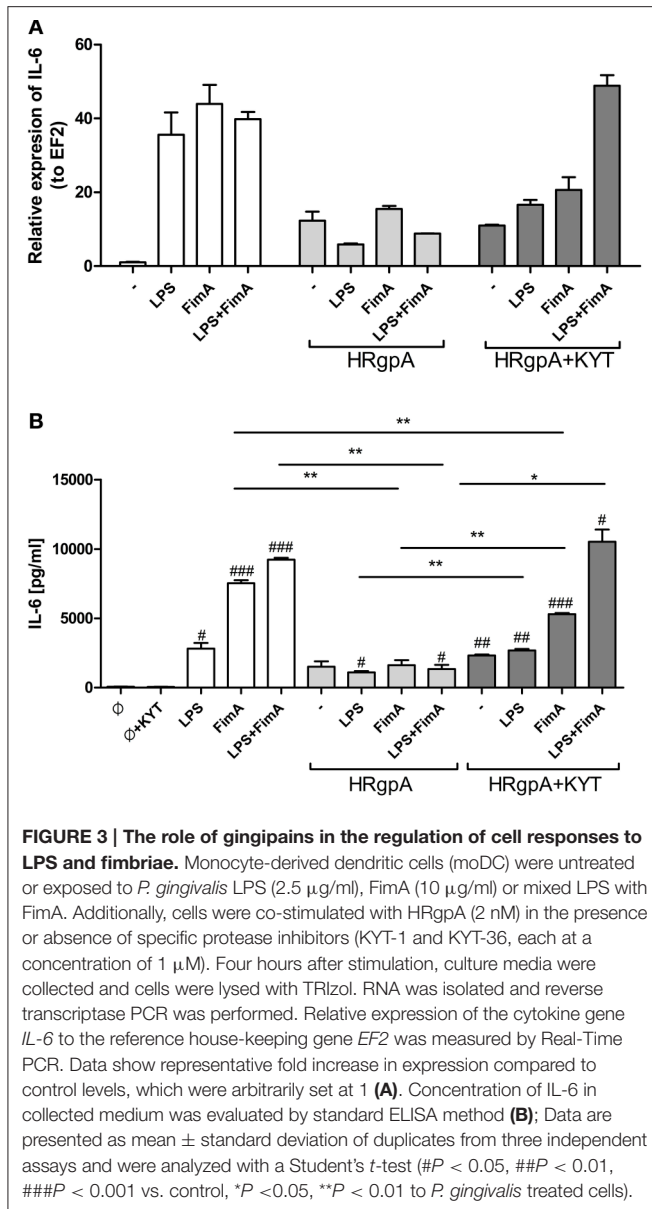 A
Relative expresion of IL-6
(to EF2)
60
40
20
0
-
LPS
FimA
LPS+FimA
-
LPS
FimA
LPS+FimA
-
LPS
FimA
LPS+FimA
HRgpA
HRgpA+KYT
B
**
**
**
*
**
**
IL-6 [pg/ml]
15000
10000
5000
0
#
###
###
#
#
##
##
###
#
Φ
Φ+KYT
LPS
FimA
LPS+FimA
-
LPS
FimA
LPS+FimA
-
LPS
FimA
LPS+FimA
HRgpA
HRgpA+KYT
FIGURE 3 | The role of gingipains in the regulation of cell responses to
LPS and fimbriae. Monocyte-derived dendritic cells (moDC) were untreated
or exposed to P. gingivalis LPS (2.5 μg/ml), FimA (10 μg/ml) or mixed LPS with
FimA. Additionally, cells were co-stimulated with HRgpA (2 nM) in the presence
or absence of specific protease inhibitors (KYT-1 and KYT-36, each at a
concentration of 1 μM). Four hours after stimulation, culture media were
collected and cells were lysed with TRIzol. RNA was isolated and reverse
transcriptase PCR was performed. Relative expression of the cytokine gene
IL-6 to the reference house-keeping gene EF2 was measured by Real-Time
PCR. Data show representative fold increase in expression compared to
control levels, which were arbitrarily set at 1 (A). Concentration of IL-6 in
collected medium was evaluated by standard ELISA method (B); Data are
presented as mean ± standard deviation of duplicates from three independent
assays and were analyzed with a Student's t-test (#P < 0.05, ##P < 0.01,
###P < 0.001 vs. control, *P <0.05, **P < 0.01 to P. gingivalis treated cells).